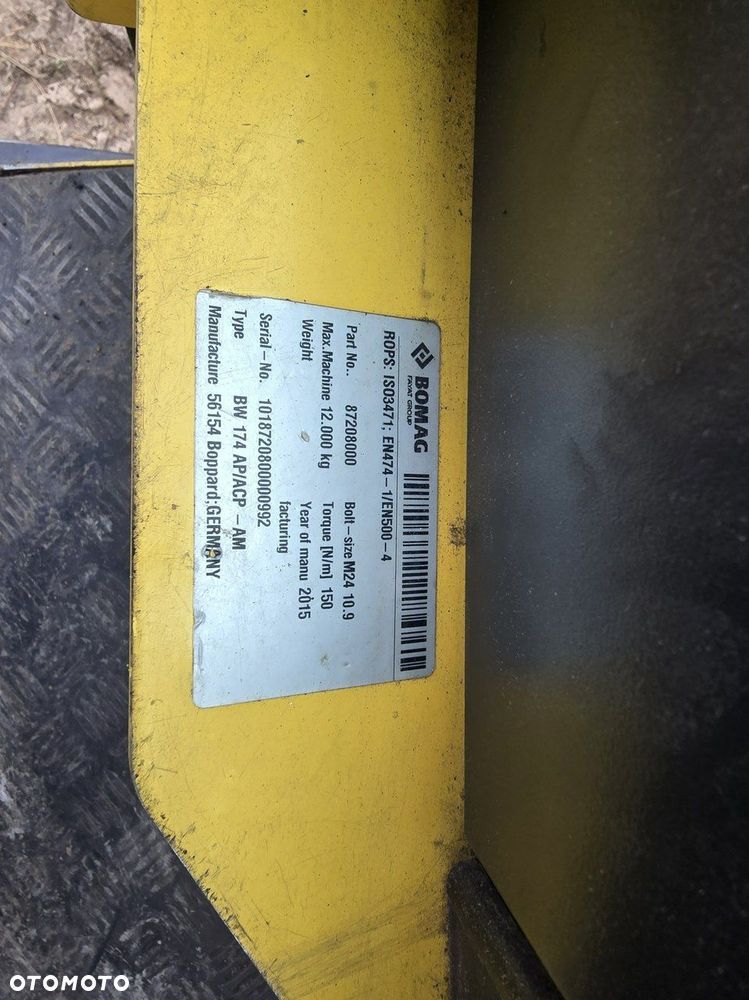 BOMAG
FAYAT GROUP
ROPS: ISO3471; EN474-1/EN500-4
Part No. 87208000 Bolt-size M24 10.9
Max. Machine 12.000 kg Torque [N/m] 150
Weight Year of manu 2015
facturing
Serial-No. 101872080000992
Type BW 174 AP/ACP -AM
Manufacture 56154 Boppard;GERMANY
OTOMOTO